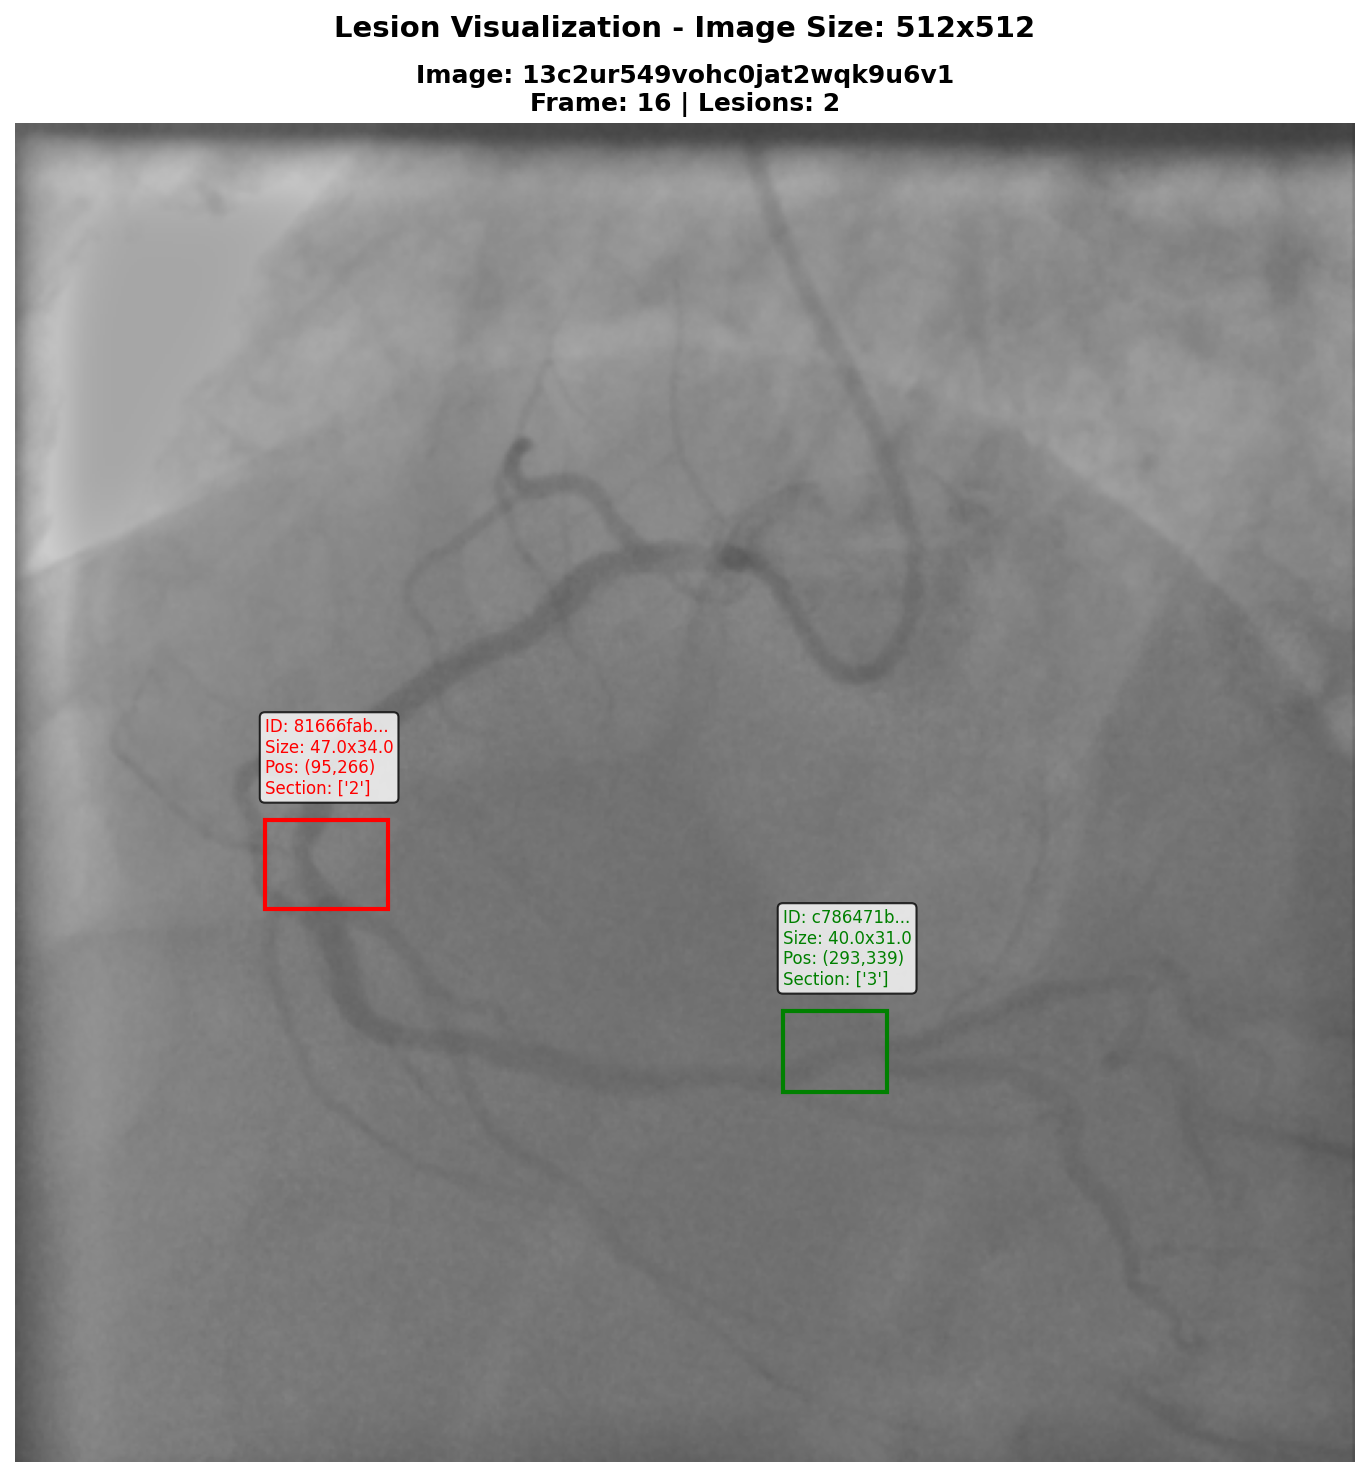 Lesion Visualization - Image Size: 512x512
Image: 13c2ur549vohc0jat2wqk9u6v1
Frame: 16 | Lesions: 2
ID: 81666fab...
Size: 47.0x34.0
Pos: (95,266)
Section: ['2']
ID: c786471b...
Size: 40.0x31.0
Pos: (293,339)
Section: ['3']